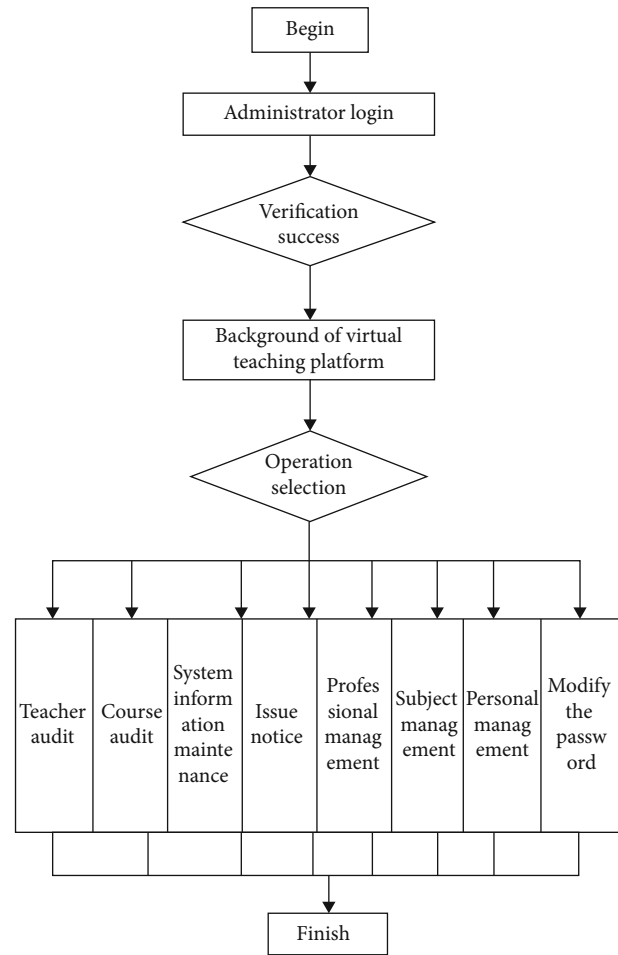 Begin
Administrator login
Verification
success
Background of virtual
teaching platform
Operation
selection
Teacher
audit
Course
audit
System
inform
ation
mainte
nance
Issue
notice
Profes
sional
manag
ement
Subject
manag
ement
Personal
manag
ement
Modify
the
passw
ord
Finish